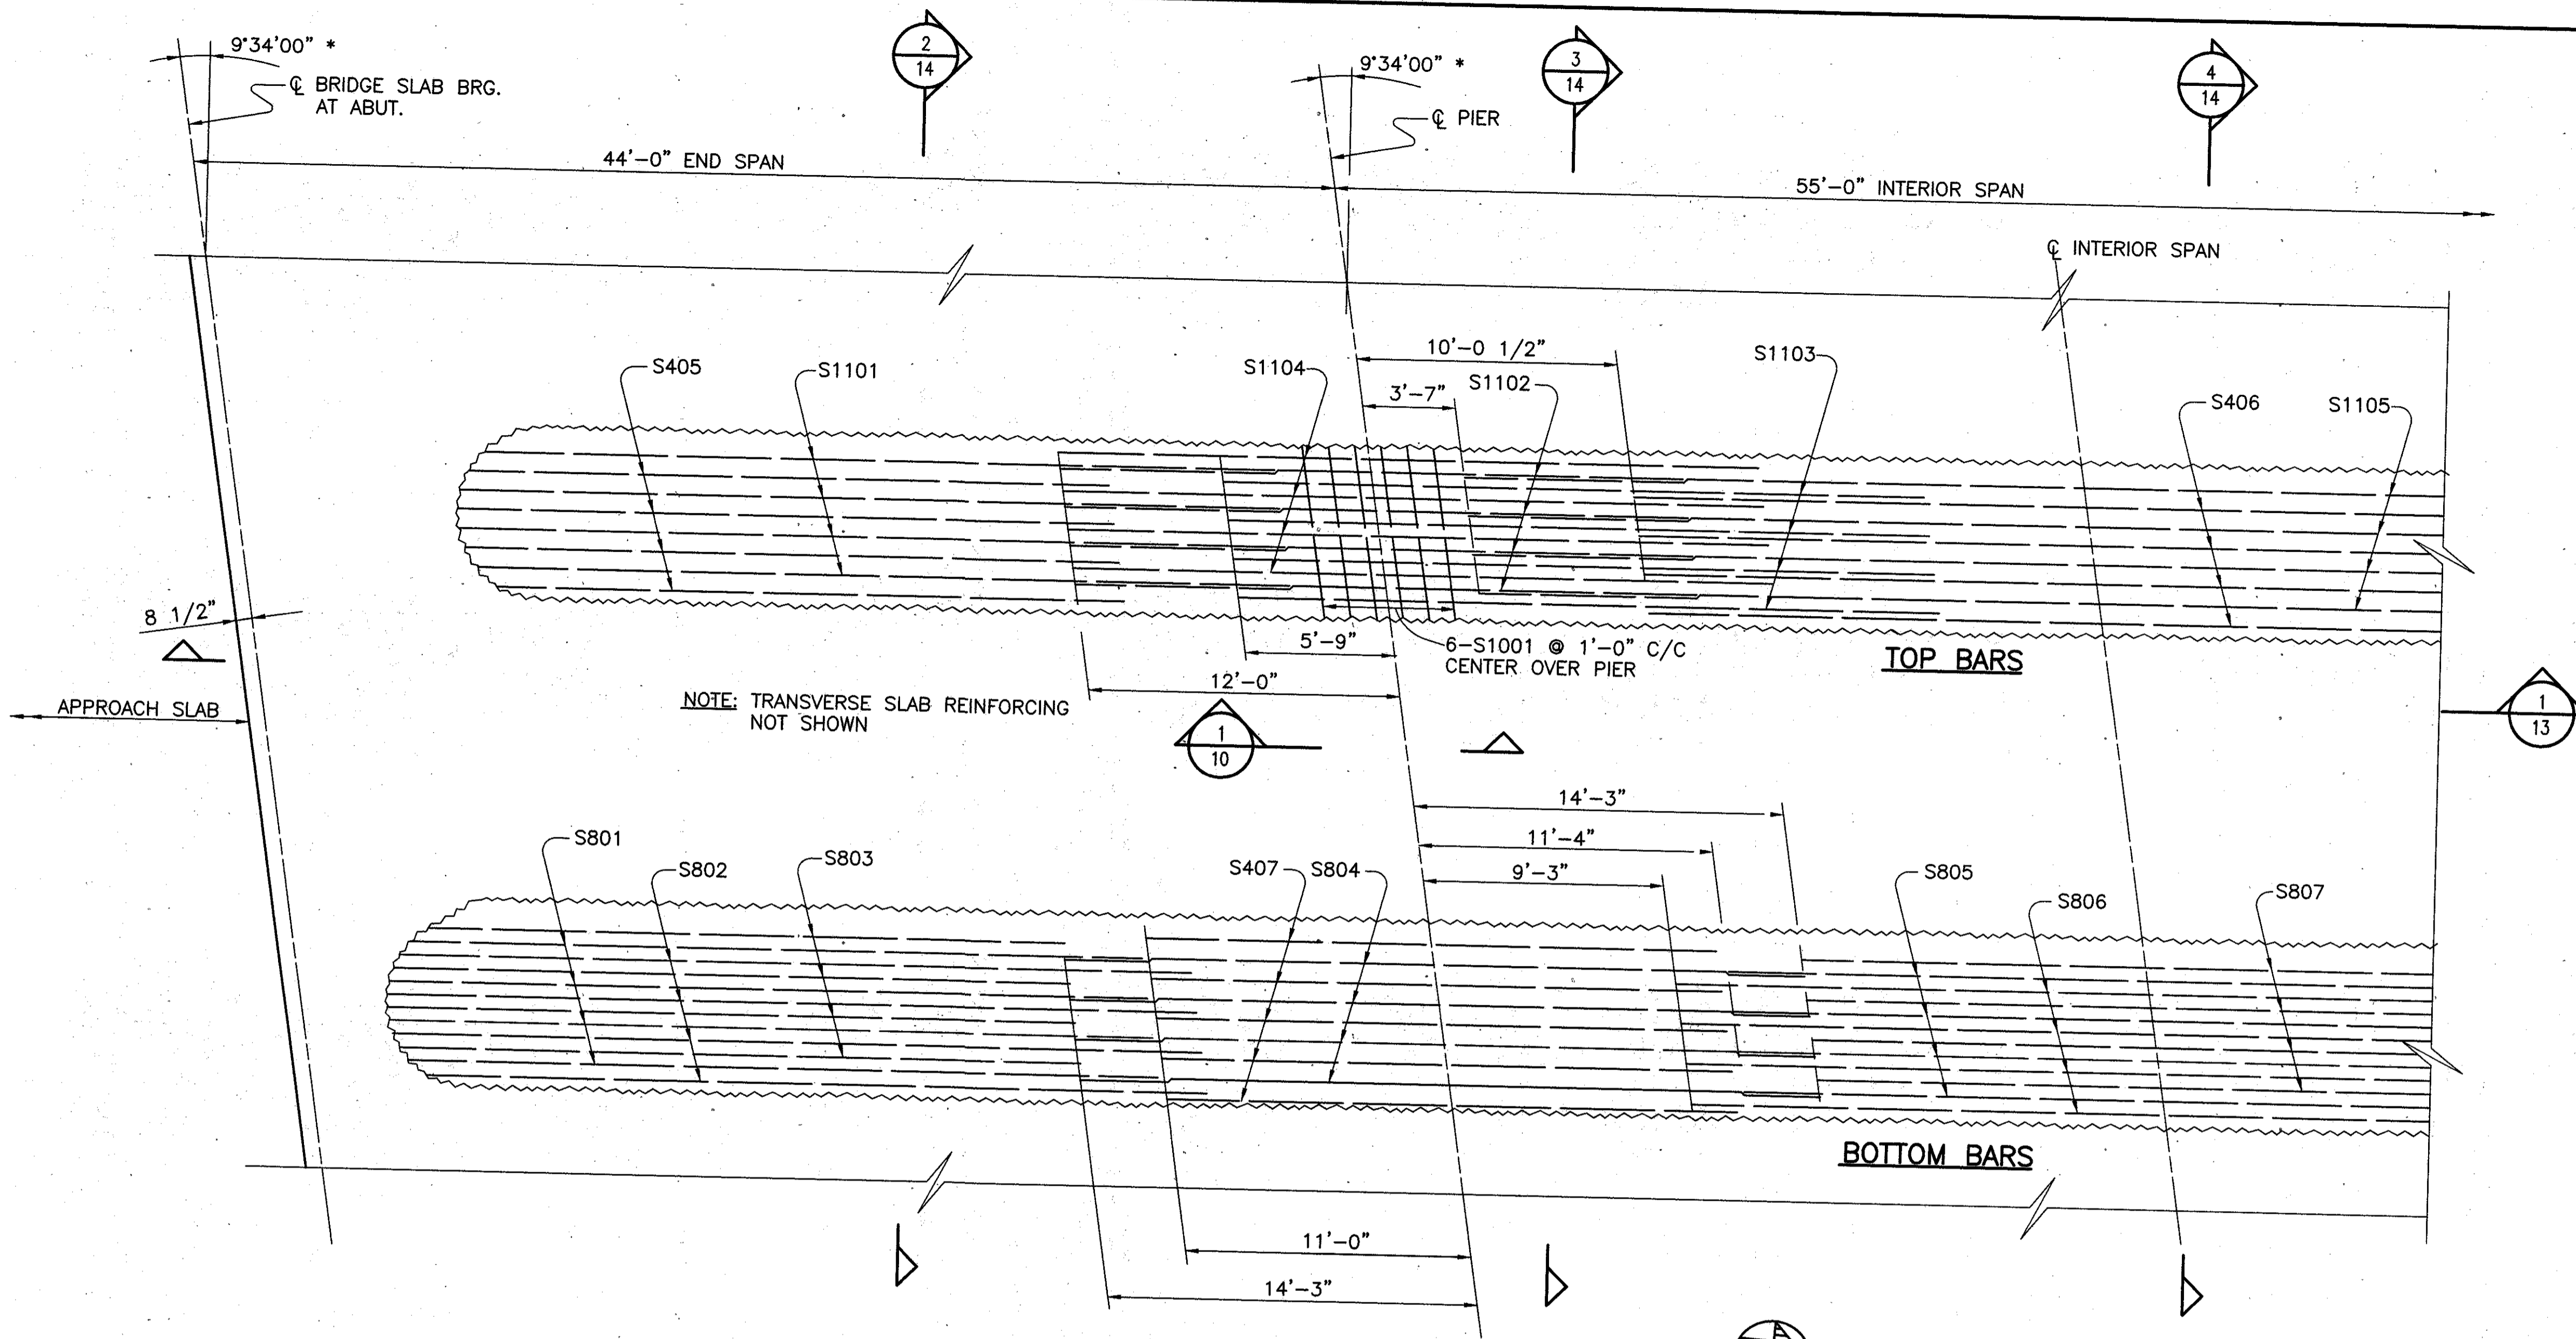 9°34'00" *
℄ BRIDGE SLAB BRG.
AT ABUT.
2
14
9°34'00" *
℄ PIER
3
14
4
14
44'-0" END SPAN
55'-0" INTERIOR SPAN
℄ INTERIOR SPAN
S405
S1101
S1104
10'-0 1/2"
3'-7"
S1102
S1103
S406
S1105
8 1/2"
5'-9"
6-S1001 @ 1'-0" C/C
CENTER OVER PIER
TOP BARS
12'-0"
APPROACH SLAB
NOTE: TRANSVERSE SLAB REINFORCING
NOT SHOWN
1
10
1
13
14'-3"
11'-4"
9'-3"
S801
S802
S803
S407
S804
S805
S806
S807
BOTTOM BARS
11'-0"
14'-3"